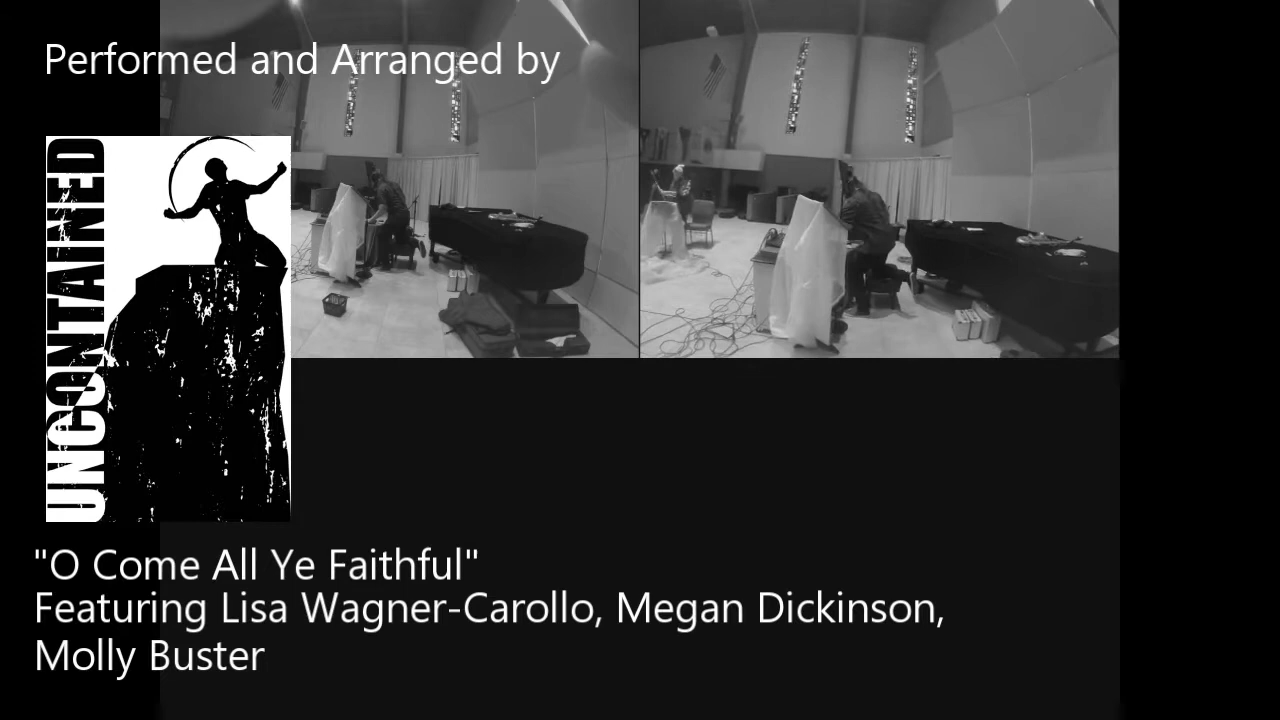 Performed and Arranged by
UNCONTAINED
"O Come All Ye Faithful"
Featuring Lisa Wagner-Carollo, Megan Dickinson,
Molly Buster